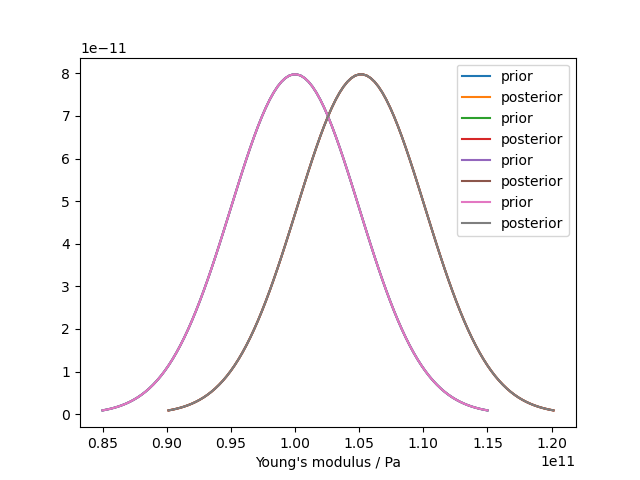 1e−11
8
7
6
5
4
3
2
1
0
prior
posterior
prior
posterior
prior
posterior
prior
posterior
0.85 0.90 0.95 1.00 1.05 1.10 1.15 1.20
Young's modulus / Pa
1e11